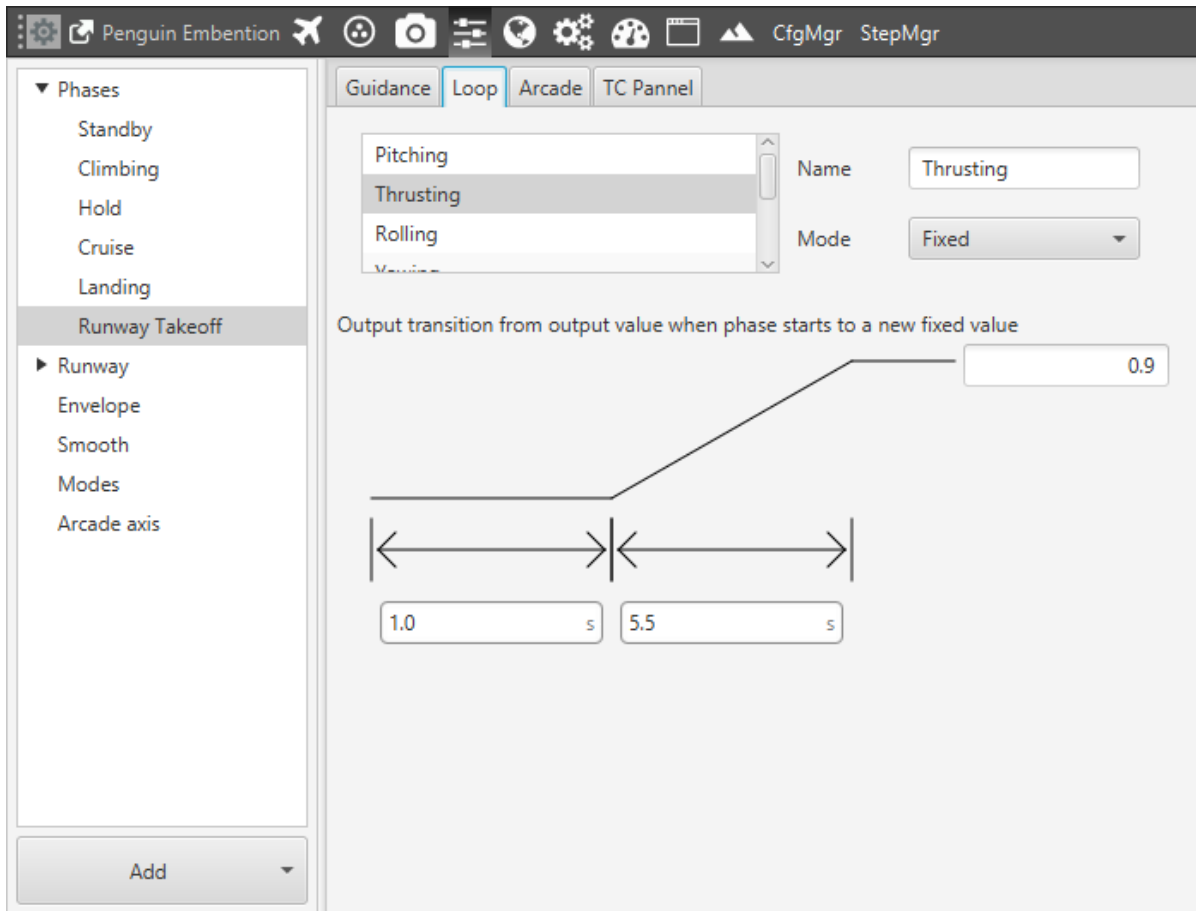 Penguin Embention CfgMgr StepMgr
Phases
Standby
Climbing
Hold
Cruise
Landing
Runway Takeoff
Runway
Envelope
Smooth
Modes
Arcade axis
Add
Guidance Loop Arcade TC Pannel
Pitching
Thrusting
Rolling
Name Thrusting
Mode Fixed
Output transition from output value when phase starts to a new fixed value
0.9
1.0 s 5.5 s